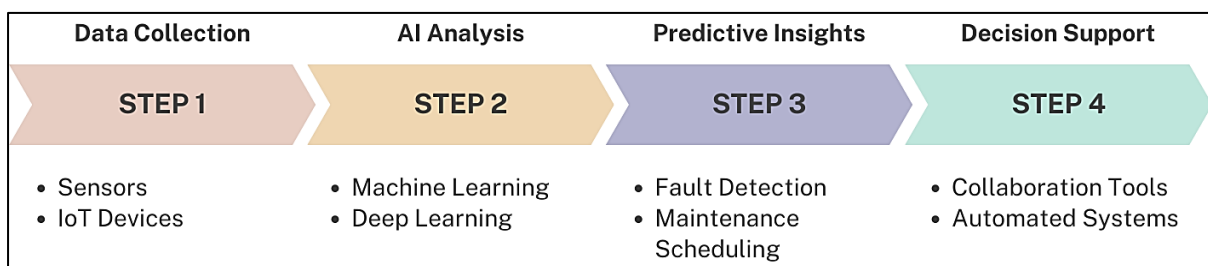 Data Collection
AI Analysis
Predictive Insights
Decision Support
STEP 1
STEP 2
STEP 3
STEP 4
• Sensors
• IoT Devices
• Machine Learning
• Deep Learning
• Fault Detection
• Maintenance
Scheduling
• Collaboration Tools
• Automated Systems